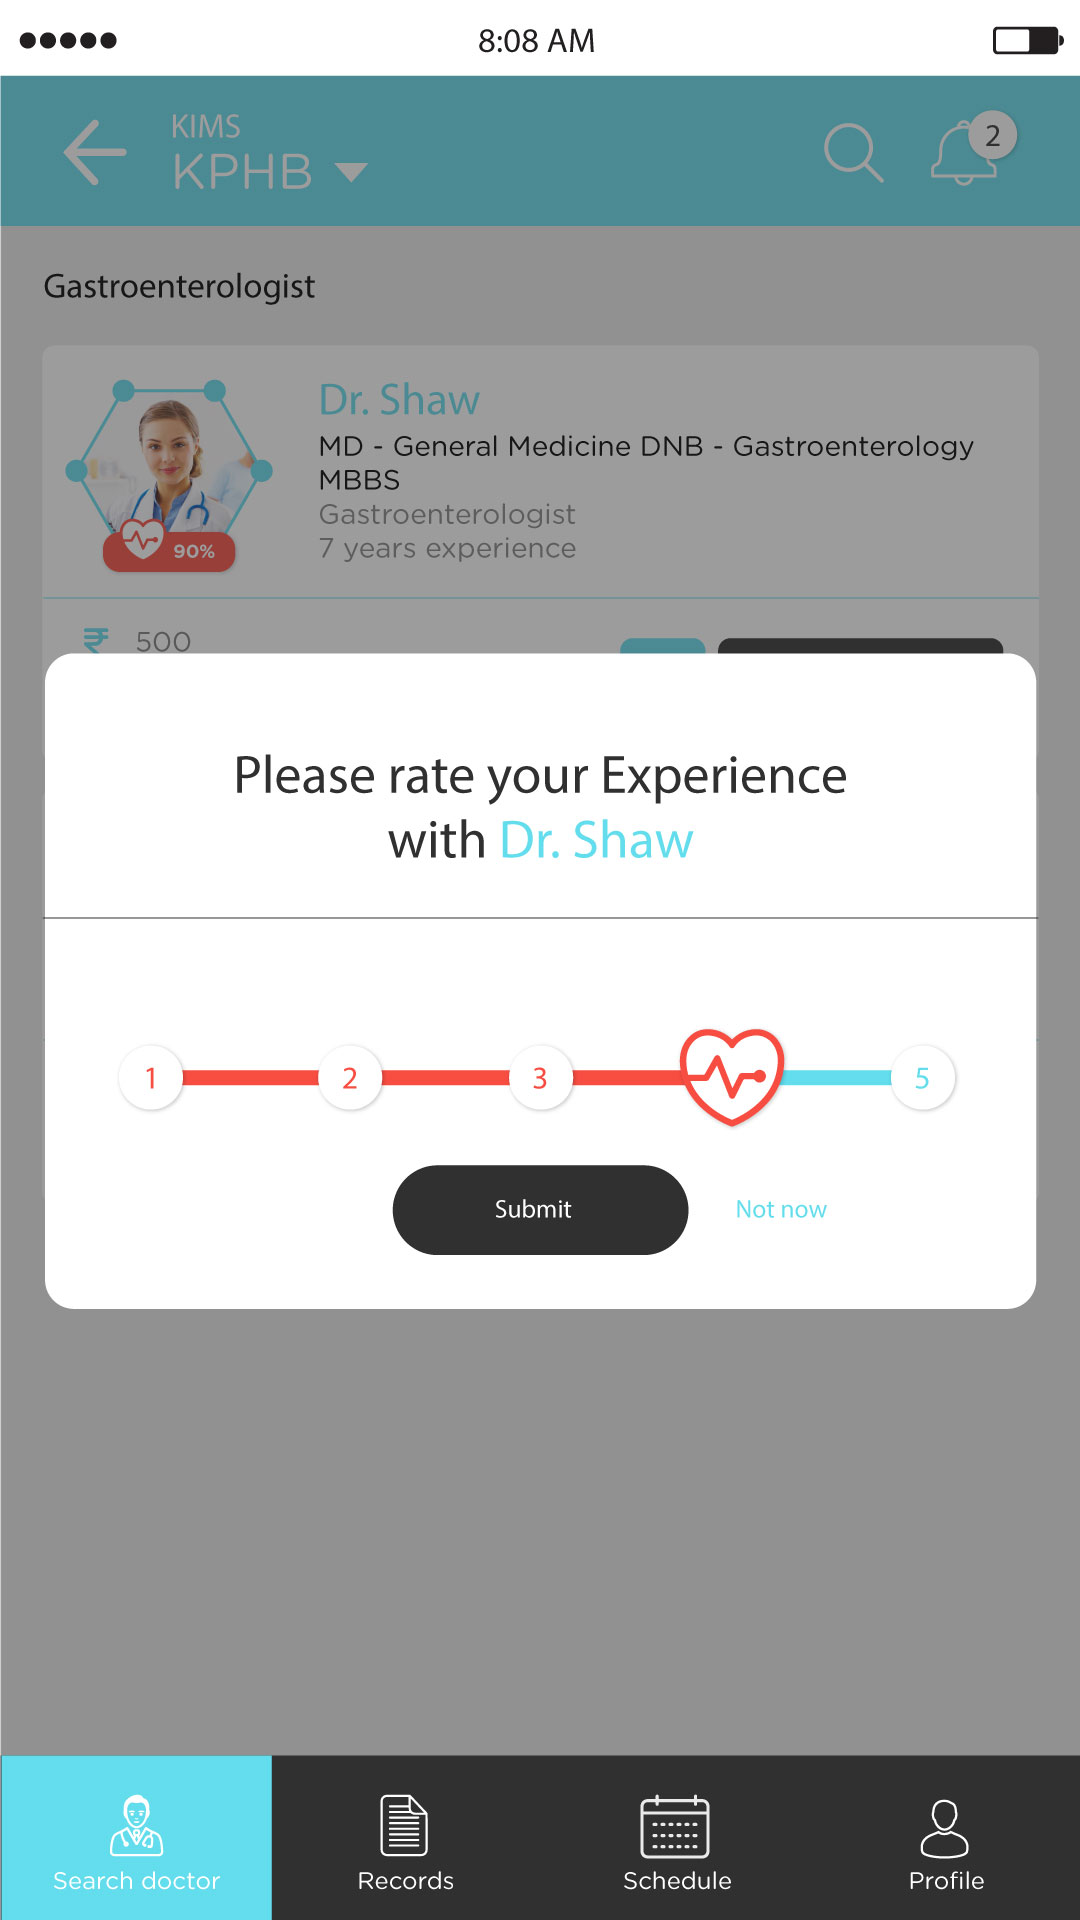 8:08 AM
KIMS
KPHB
2
Gastroenterologist
Dr. Shaw
MD - General Medicine DNB - Gastroenterology
MBBS
Gastroenterologist
7 years experience
90%
₹ 500
Please rate your Experience
with Dr. Shaw
1 2 3 5
Submit Not now
Search doctor Records Schedule Profile